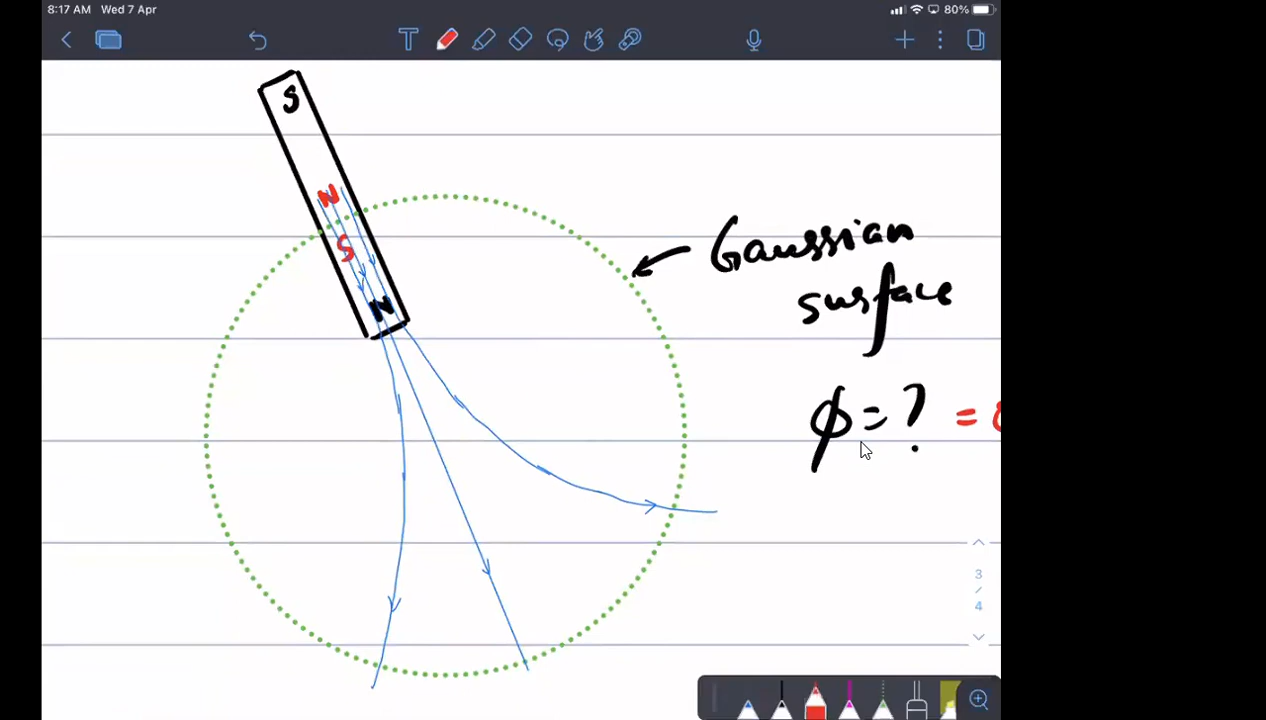 8:17 AM Wed 7 Apr
80%
T
S
N
S
N
Gaussian
surface
ϕ = ? =
3
/
4